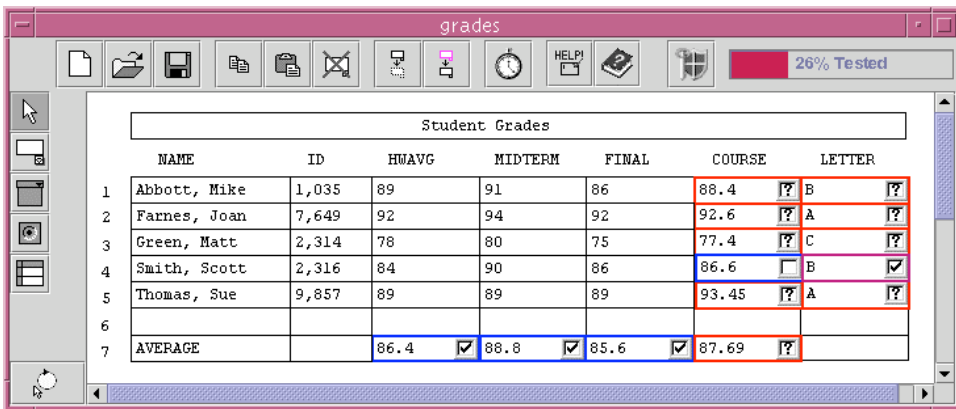 grades
HELP!
26% Tested
Student Grades
NAME ID HWAVG MIDTERM FINAL COURSE LETTER
1 Abbott, Mike 1,035 89 91 86 88.4 ? B ?
2 Farnes, Joan 7,649 92 94 92 92.6 ? A ?
3 Green, Matt 2,314 78 80 75 77.4 ? C ?
4 Smith, Scott 2,316 84 90 86 86.6 B
5 Thomas, Sue 9,857 89 89 89 93.45 ? A ?
6
7 AVERAGE 86.4 88.8 85.6 87.69 ?